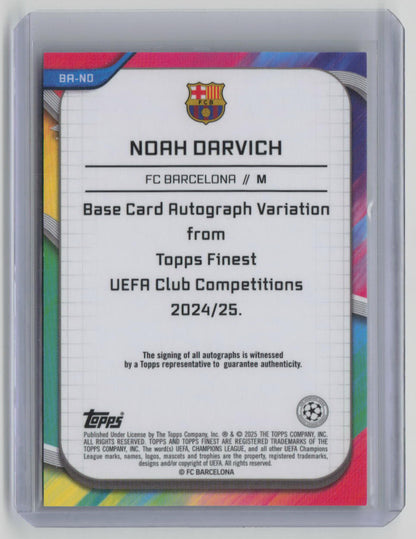 BA-ND
FCB
NOAH DARVICH
FC BARCELONA // M
Base Card Autograph Variation
from
Topps Finest
UEFA Club Competitions
2024/25.
The signing of all autographs is witnessed
by a Topps representative to guarantee authenticity.
Topps
Published Under License by The Topps Company, Inc. ® & © 2025 THE TOPPS COMPANY, INC.
ALL RIGHTS RESERVED. TOPPS AND TOPPS FINEST ARE REGISTERED TRADEMARKS OF THE
TOPPS COMPANY, INC. The word(s) UEFA, CHAMPIONS LEAGUE, and all other UEFA Champions
League marks, names, logos, mascots and trophies are the property, registered trademarks,
designs and/or copyright of UEFA. All rights reserved.
© FC BARCELONA